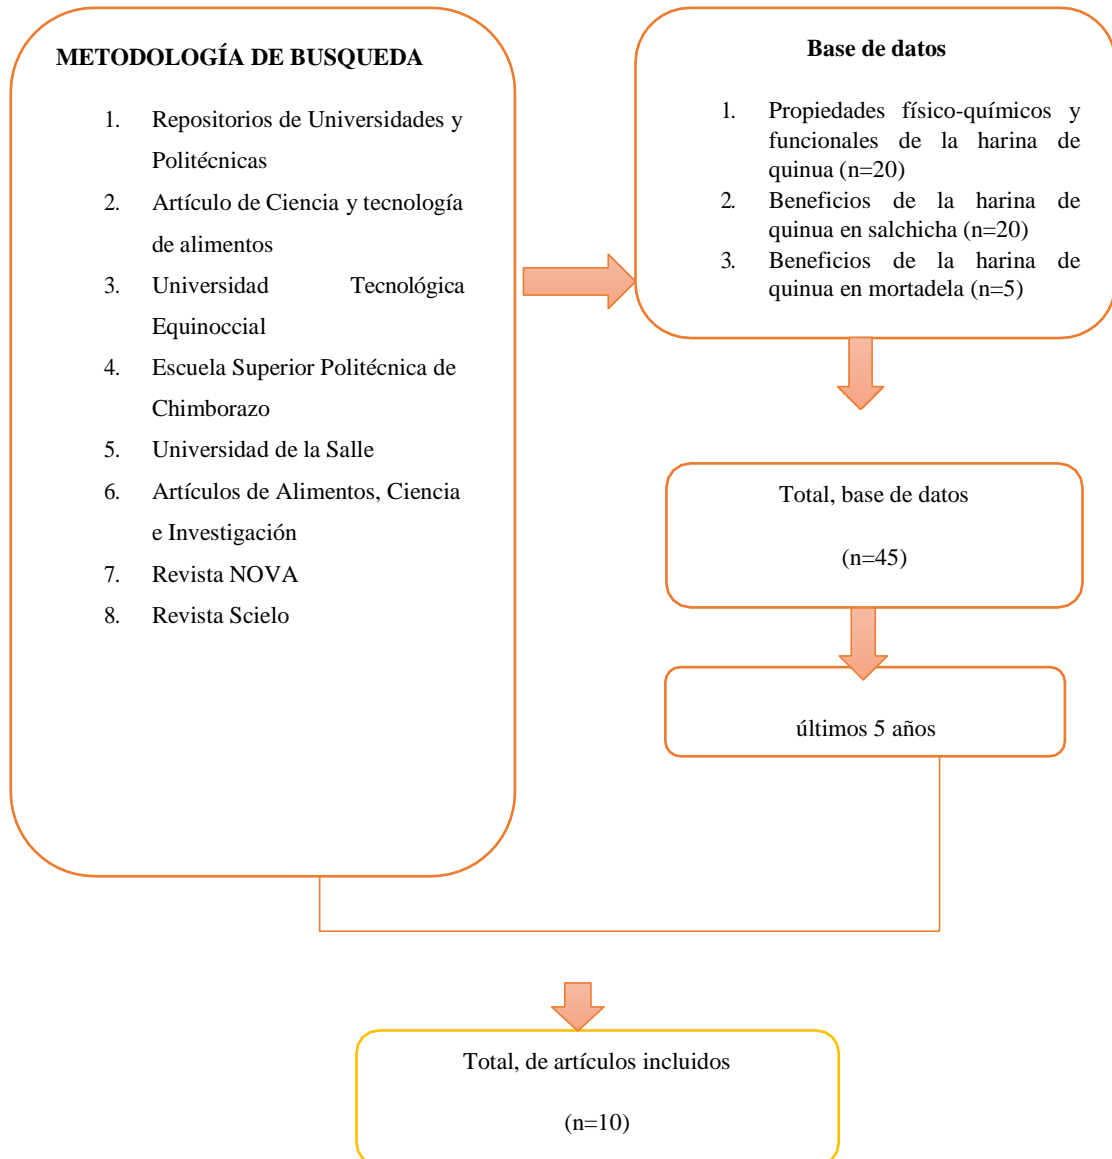 METODOLOGÍA DE BUSQUEDA
1. Repositorios de Universidades y
Politécnicas
2. Artículo de Ciencia y tecnología
de alimentos
3. Universidad Tecnológica
Equinoccial
4. Escuela Superior Politécnica de
Chimborazo
5. Universidad de la Salle
6. Artículos de Alimentos, Ciencia
e Investigación
7. Revista NOVA
8. Revista Scielo
Base de datos
1. Propiedades físico-químicos y
funcionales de la harina de
quinua (n=20)
2. Beneficios de la harina de
quinua en salchicha (n=20)
3. Beneficios de la harina de
quinua en mortadela (n=5)
Total, base de datos
(n=45)
últimos 5 años
Total, de artículos incluidos
(n=10)